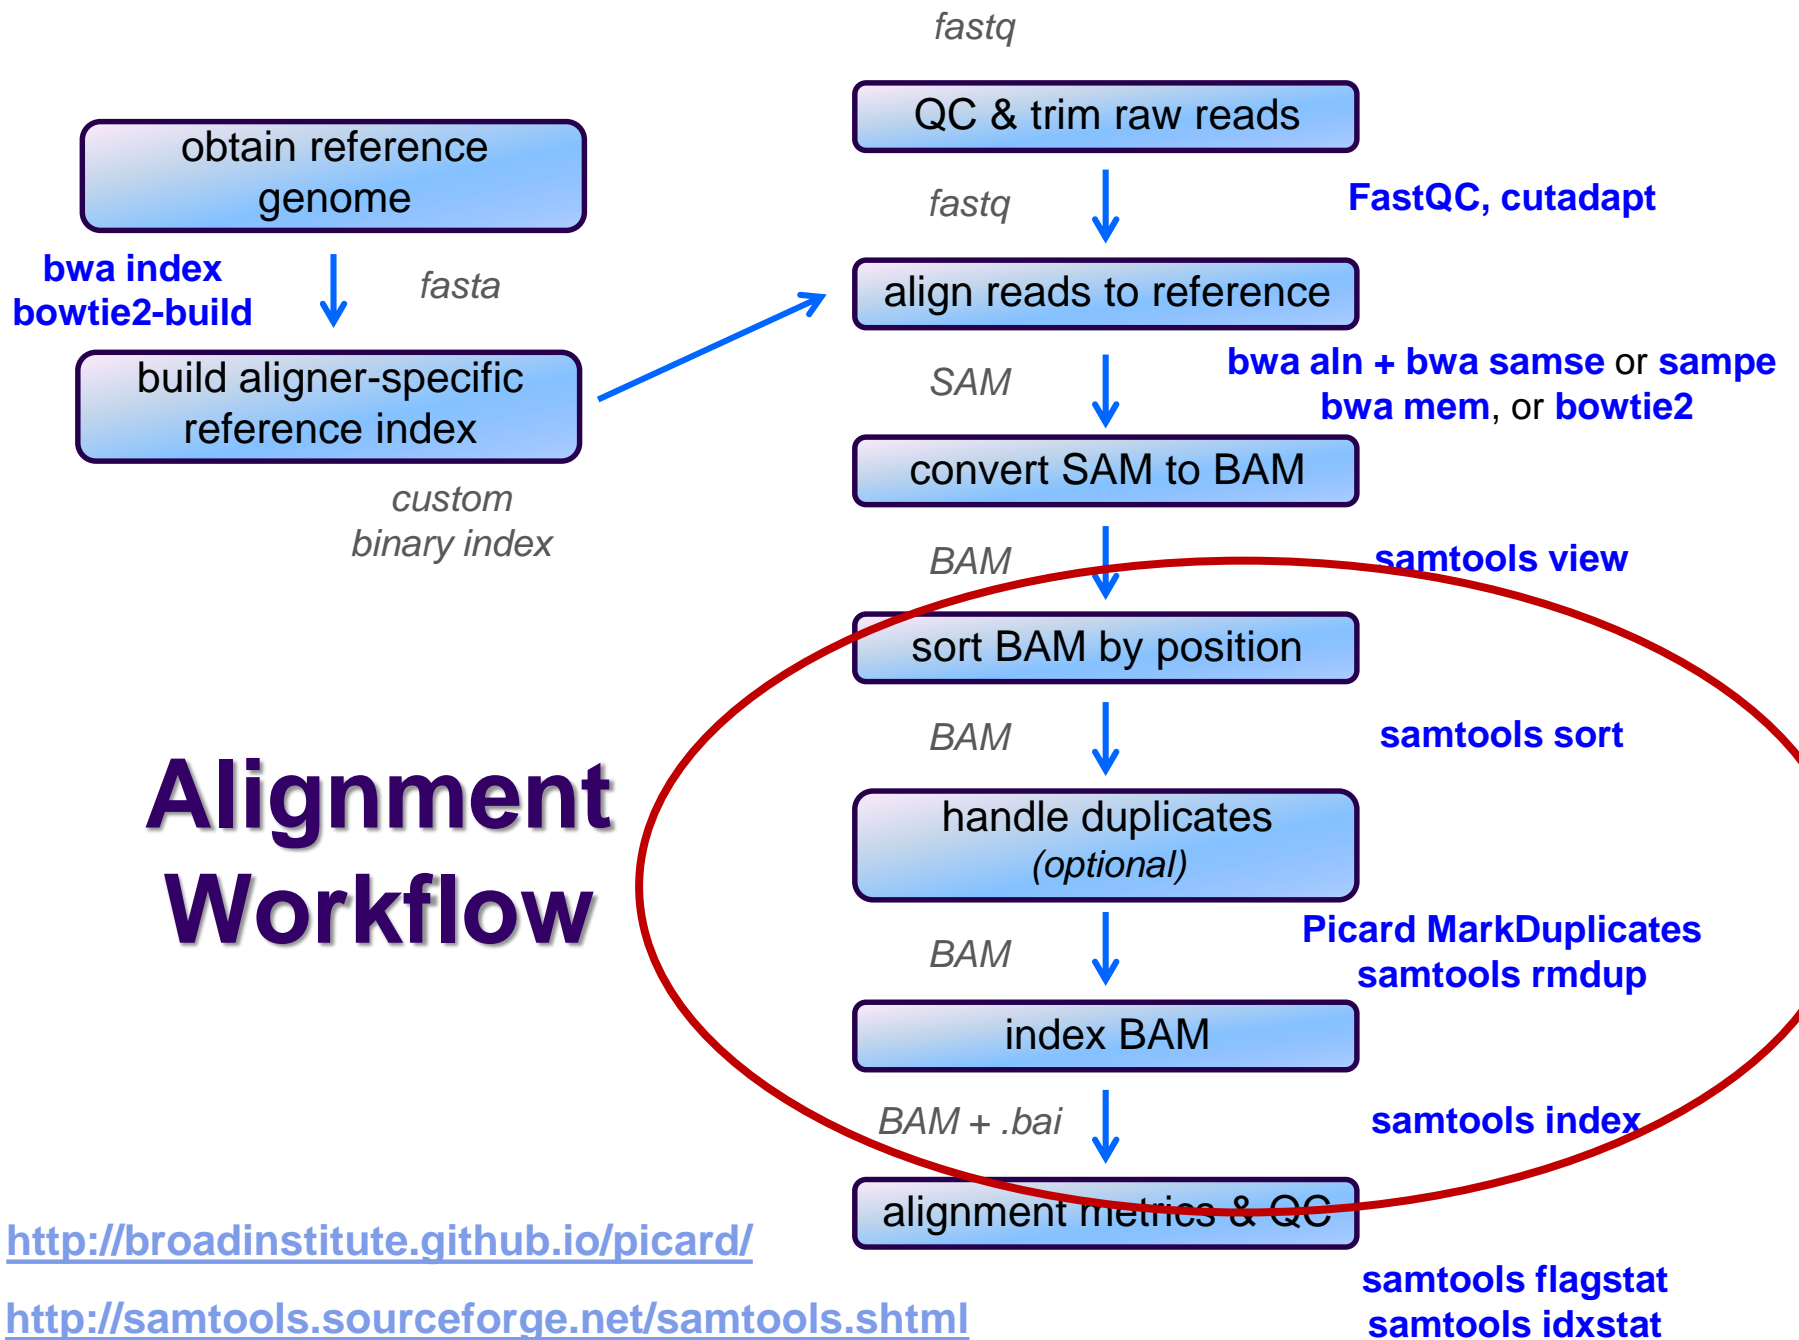 fastq
QC & trim raw reads
obtain reference
genome
fastq
FastQC, cutadapt
bwa index
bowtie2-build
fasta
align reads to reference
build aligner-specific
reference index
SAM
bwa aln + bwa samse or sampe
bwa mem, or bowtie2
convert SAM to BAM
custom
binary index
BAM
samtools view
sort BAM by position
BAM
samtools sort
Alignment
Workflow
handle duplicates
(optional)
BAM
Picard MarkDuplicates
samtools rmdup
index BAM
BAM + .bai
samtools index
alignment metrics & QC
http://broadinstitute.github.io/picard/
samtools flagstat
http://samtools.sourceforge.net/samtools.shtml
samtools idxstat